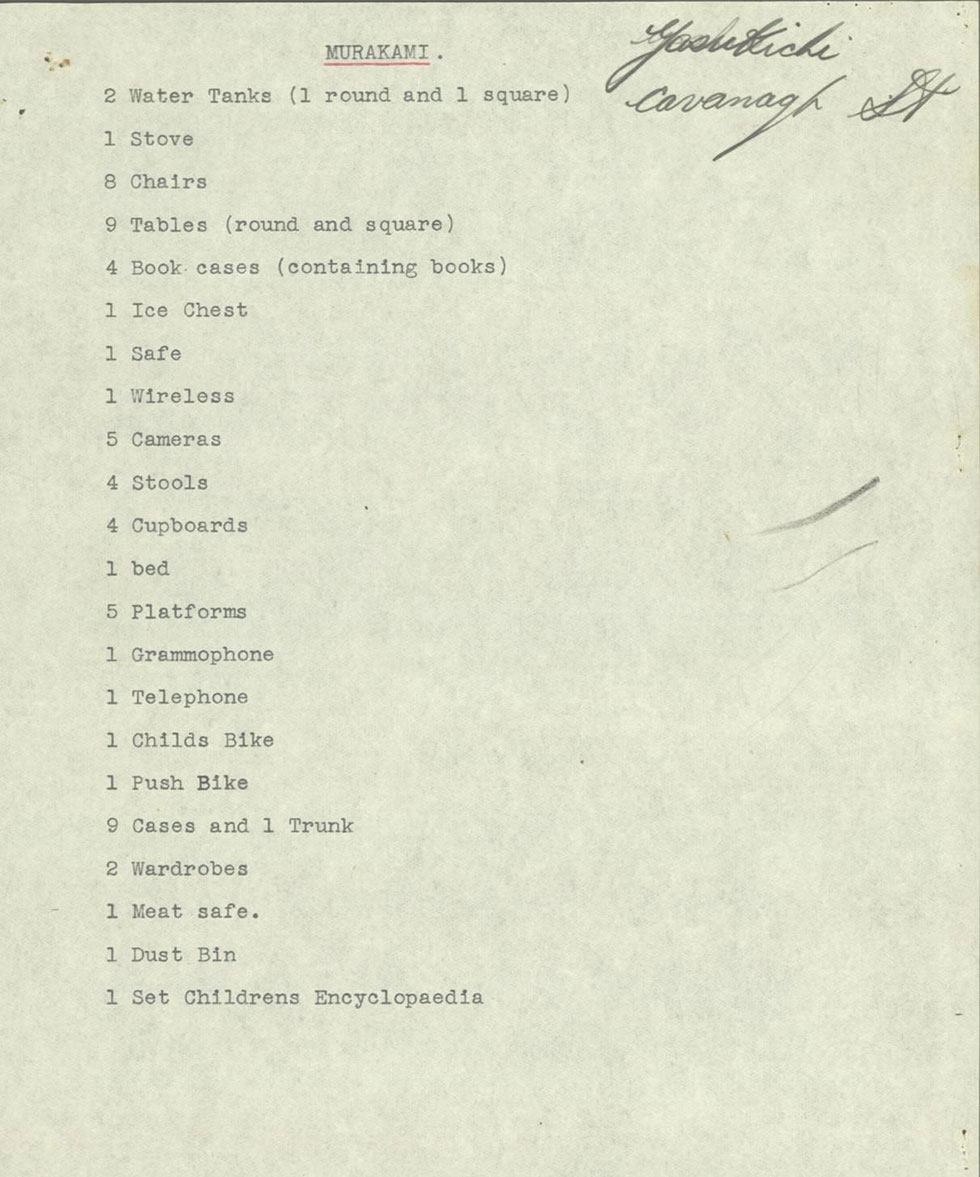 MURAKAMI.
Yoshikichi
Cavanagh St
2 Water Tanks (1 round and 1 square)
1 Stove
8 Chairs
9 Tables (round and square)
4 Book cases (containing books)
1 Ice Chest
1 Safe
1 Wireless
5 Cameras
4 Stools
4 Cupboards
1 bed
5 Platforms
1 Grammophone
1 Telephone
1 Childs Bike
1 Push Bike
9 Cases and 1 Trunk
2 Wardrobes
1 Meat safe.
1 Dust Bin
1 Set Childrens Encyclopaedia